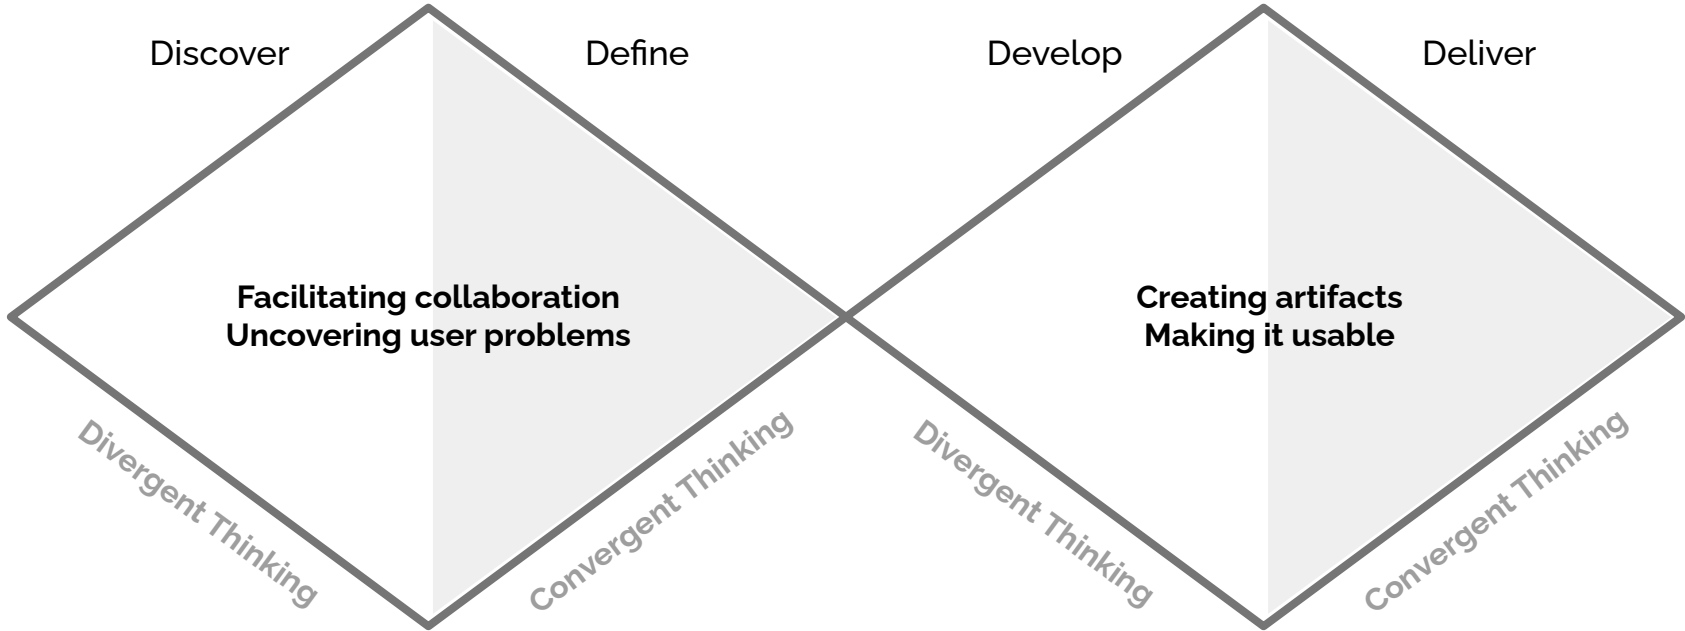 Discover
Define
Develop
Deliver
Facilitating collaboration
Uncovering user problems
Creating artifacts
Making it usable
Divergent Thinking
Convergent Thinking
Divergent Thinking
Convergent Thinking